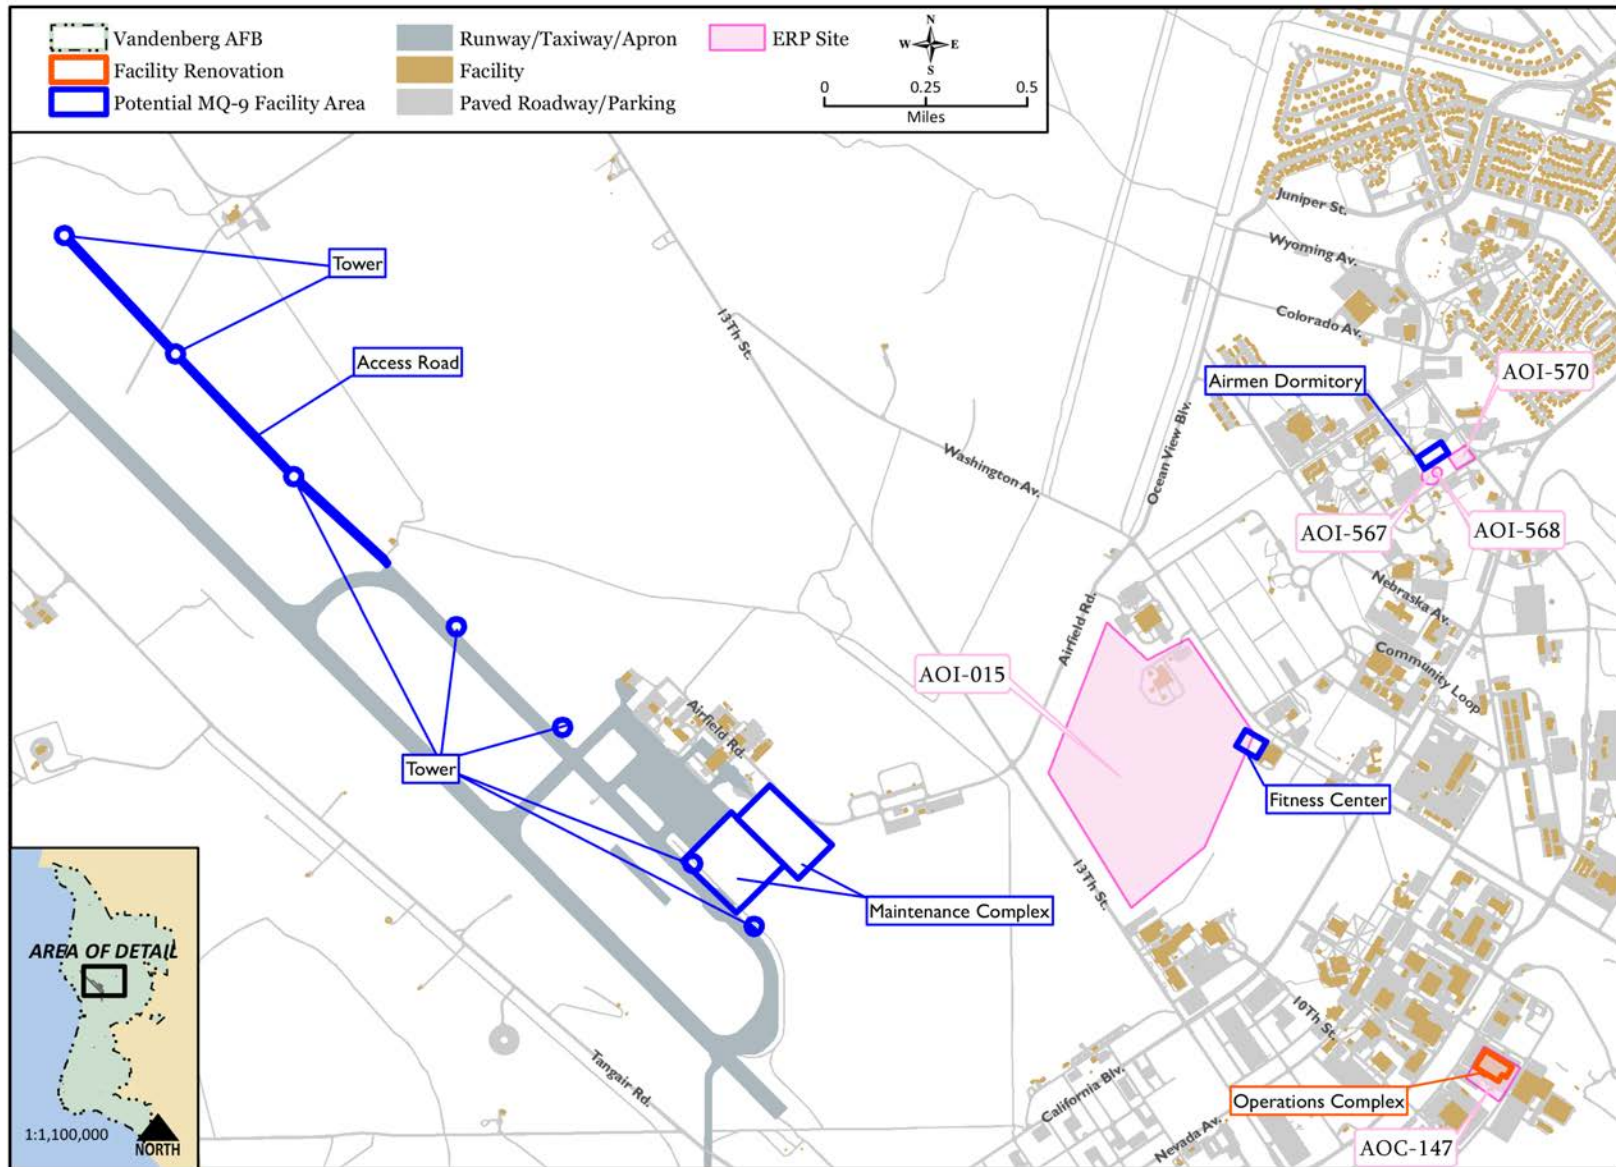 Vandenberg AFB
Facility Renovation
Potential MQ-9 Facility Area
Runway/Taxiway/Apron
Facility
Paved Roadway/Parking
ERP Site
N
W E
S
0 0.25 0.5
Miles
Juniper St.
Wyoming Av.
Colorado Av.
Tower
13Th St.
Access Road
Airmen Dormitory
AOI-570
Ocean View Blvd.
Washington Av.
AOI-567
AOI-568
Nebraska Av.
Airfield Rd.
Community Loop
AOI-015
Airfield Rd.
Tower
Fitness Center
13Th St.
Maintenance Complex
AREA OF DETAIL
10Th St.
Tangair Rd.
California Blv.
Operations Complex
Nevada Av.
1:1,100,000
NORTH
AOC-147